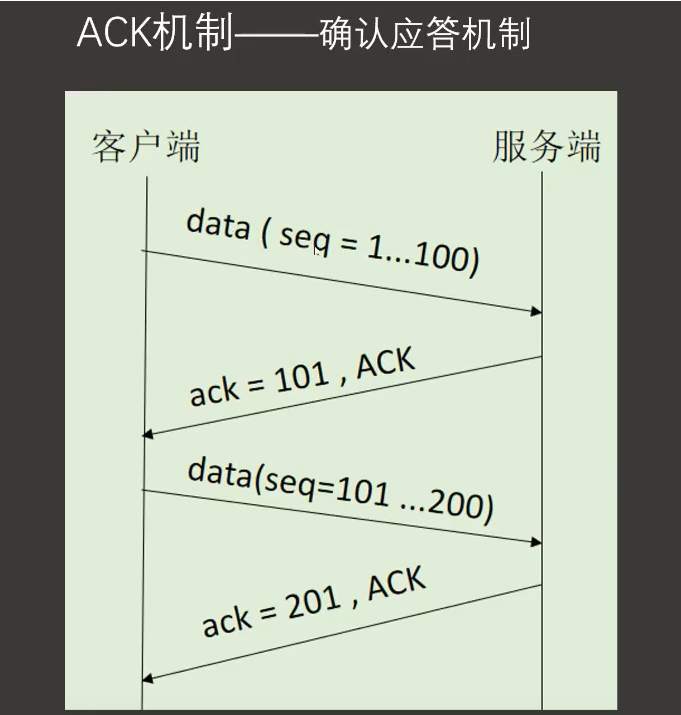 ACK机制——确认应答机制
客户端
服务端
data ( seq = 1...100)
ack = 101 , ACK
data(seq=101 ...200)
ack = 201 , ACK